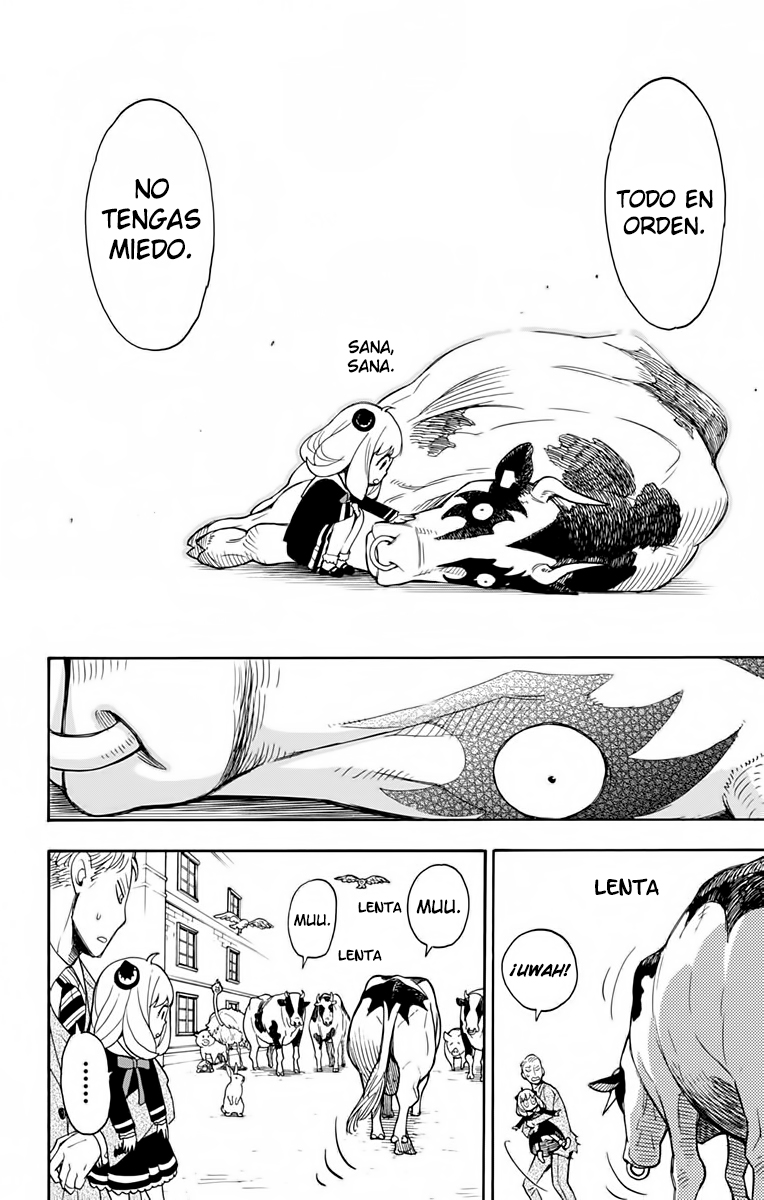 TODO EN
ORDEN.
NO
TENGAS
MIEDO.
SANA,
SANA.
LENTA
¡UWAH!
MUU.
LENTA
LENTA
MUU.
......